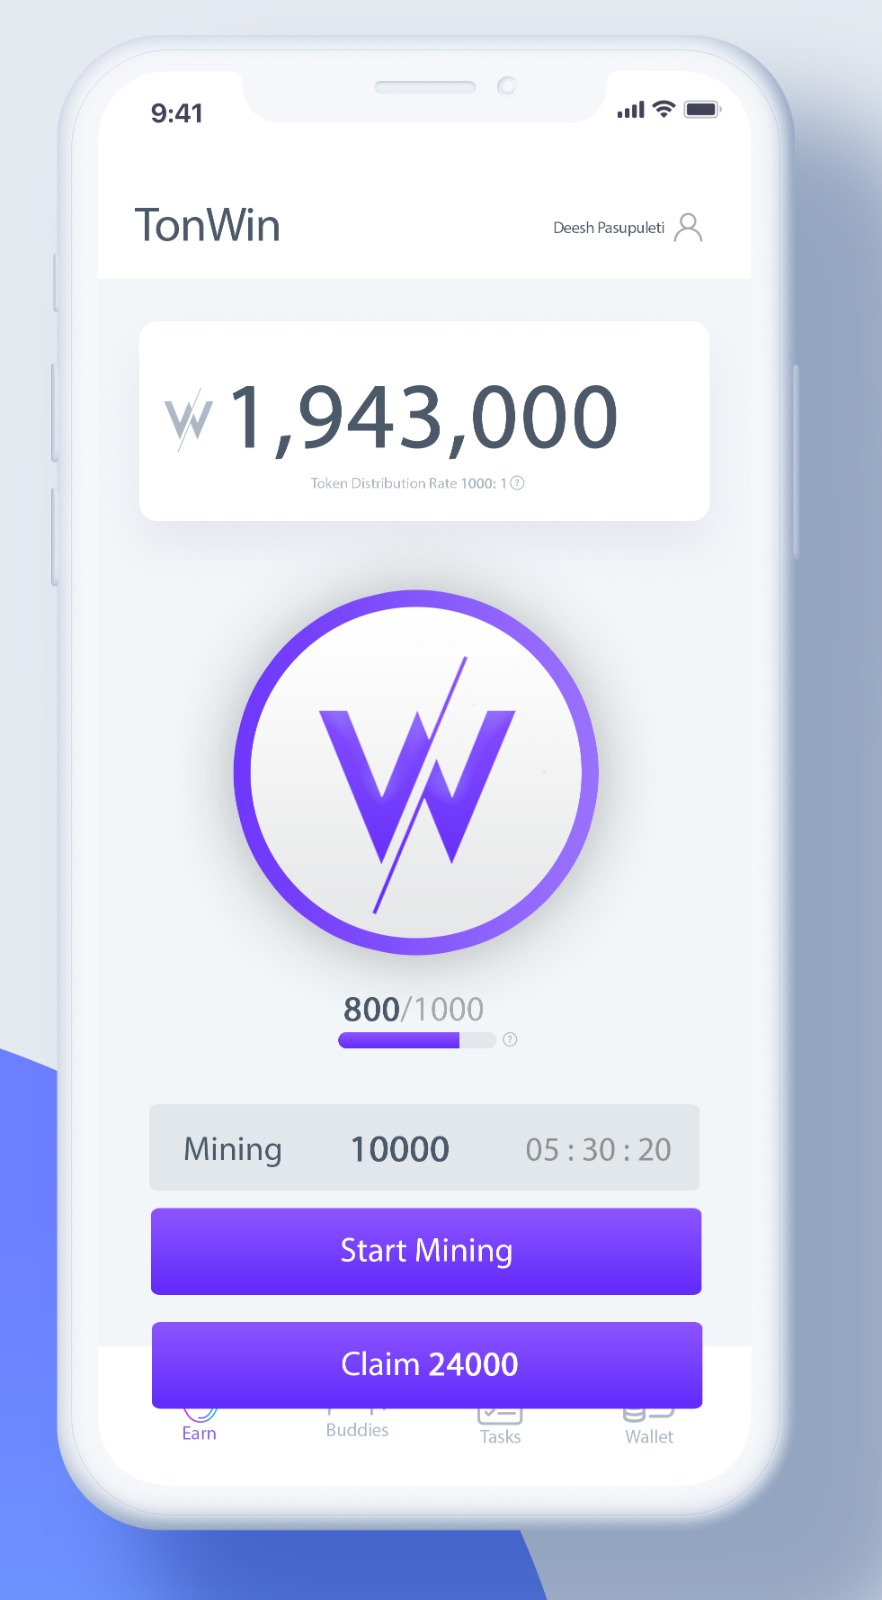 9:41
TonWin
Deesh Pasupuleti
W 1,943,000
Token Distribution Rate 1000: 1 ?
W
800/1000
?
Mining 10000 05 : 30 : 20
Start Mining
Claim 24000
Earn Buddies Tasks Wallet